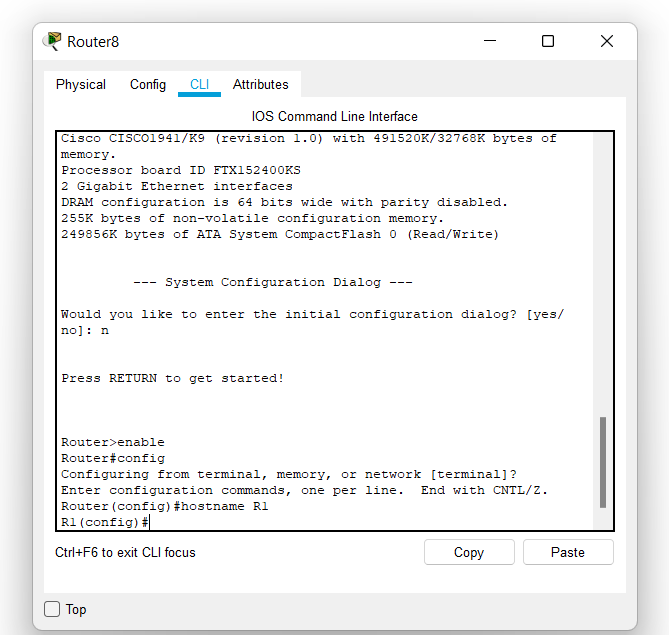 Router8
Physical Config CLI Attributes
IOS Command Line Interface
Cisco CISCO1941/K9 (revision 1.0) with 491520K/32768K bytes of
memory.
Processor board ID FTX152400KS
2 Gigabit Ethernet interfaces
DRAM configuration is 64 bits wide with parity disabled.
255K bytes of non-volatile configuration memory.
249856K bytes of ATA System CompactFlash 0 (Read/Write)
--- System Configuration Dialog ---
Would you like to enter the initial configuration dialog? [yes/
no]: n
Press RETURN to get started!
Router>enable
Router#config
Configuring from terminal, memory, or network [terminal]?
Enter configuration commands, one per line.  End with CNTL/Z.
Router(config)#hostname R1
R1(config)#
Ctrl+F6 to exit CLI focus Copy Paste
Top